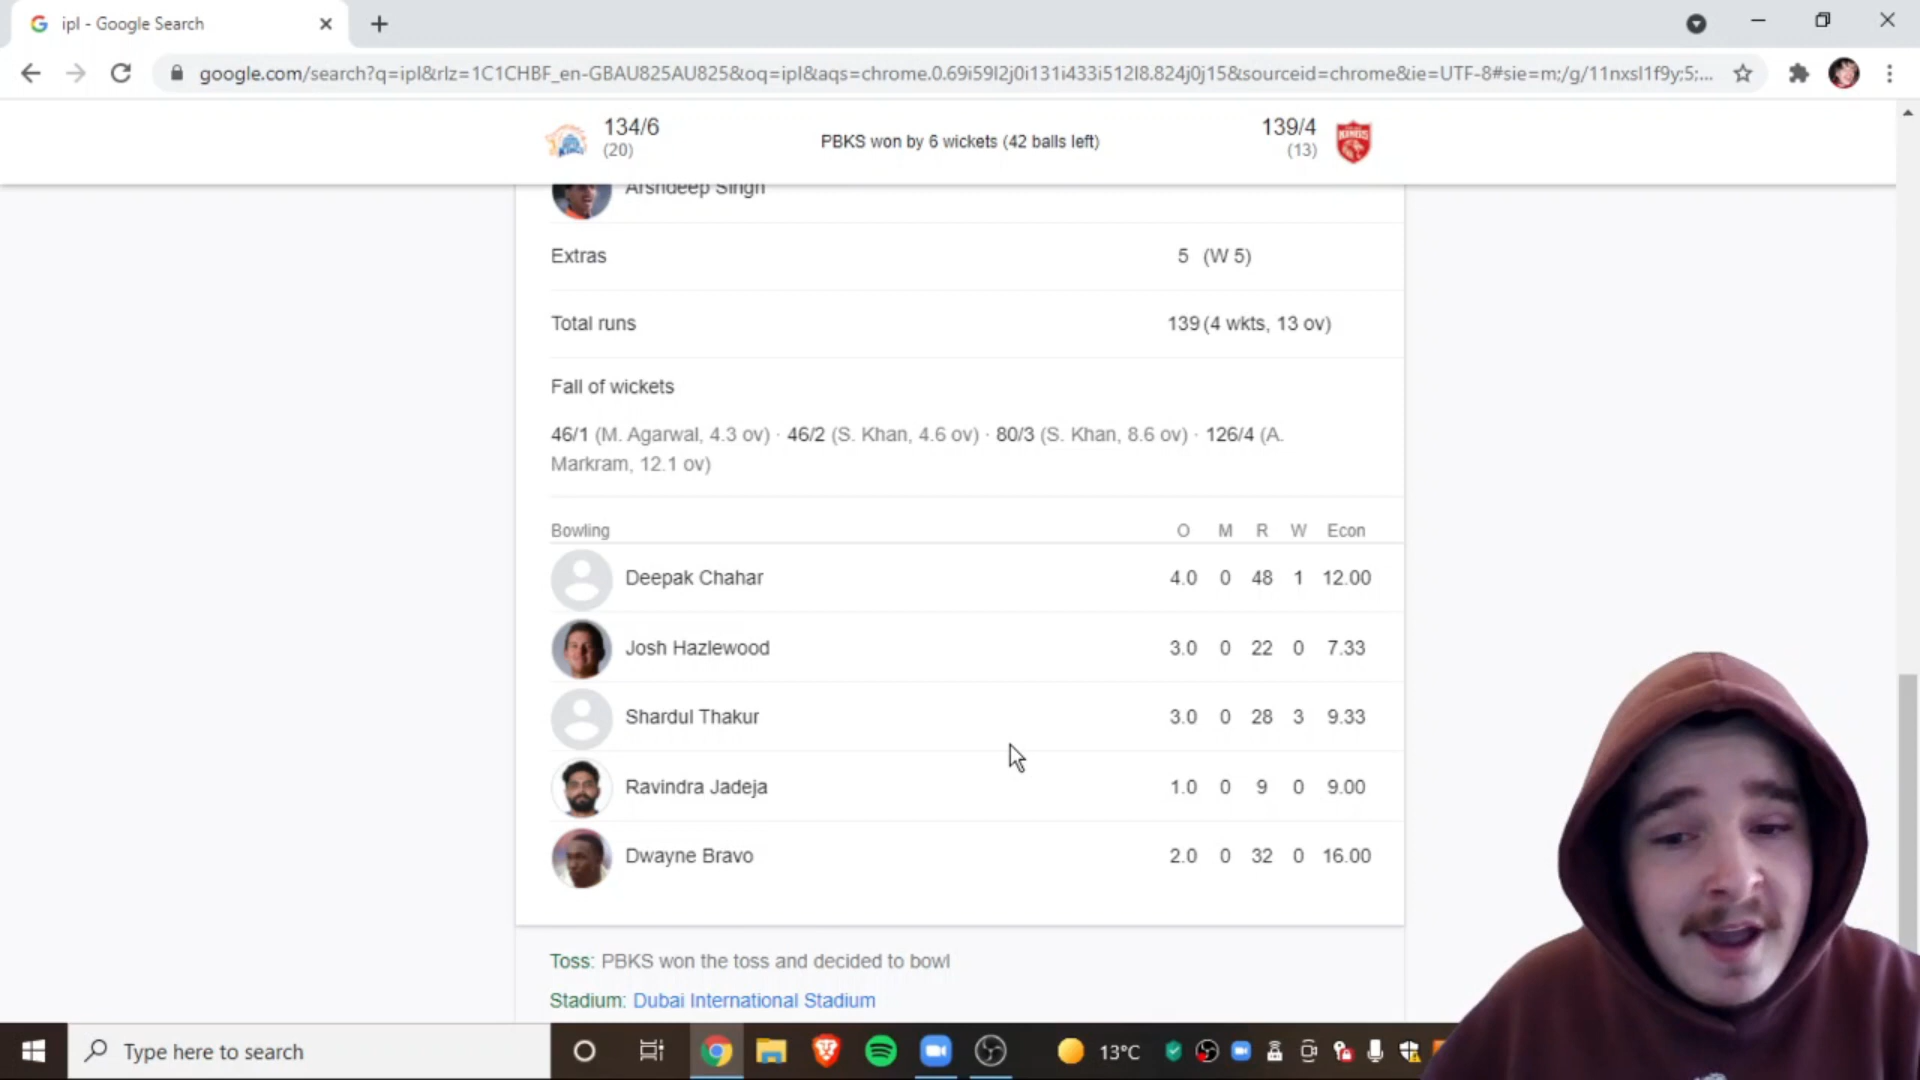 ipl - Google Search
google.com/search?q=ipl&rlz=1C1CHBF_en-GBAU825AU825&oq=ipl&aqs=chrome.0.69i59l2j0i131i433i512l8.824j0j15&sourceid=chrome&ie=UTF-8#sie=m;/g/11nxsl1f9y;5;...
134/6
(20)
PBKS won by 6 wickets (42 balls left)
139/4
(13)
KINGS
Arshdeep Singh
Extras 5 (W 5)
Total runs 139 (4 wkts, 13 ov)
Fall of wickets
46/1 (M. Agarwal, 4.3 ov) · 46/2 (S. Khan, 4.6 ov) · 80/3 (S. Khan, 8.6 ov) · 126/4 (A.
Markram, 12.1 ov)
Bowling O M R W Econ
Deepak Chahar 4.0 0 48 1 12.00
Josh Hazlewood 3.0 0 22 0 7.33
Shardul Thakur 3.0 0 28 3 9.33
Ravindra Jadeja 1.0 0 9 0 9.00
Dwayne Bravo 2.0 0 32 0 16.00
Toss: PBKS won the toss and decided to bowl
Stadium: Dubai International Stadium
Type here to search
13°C